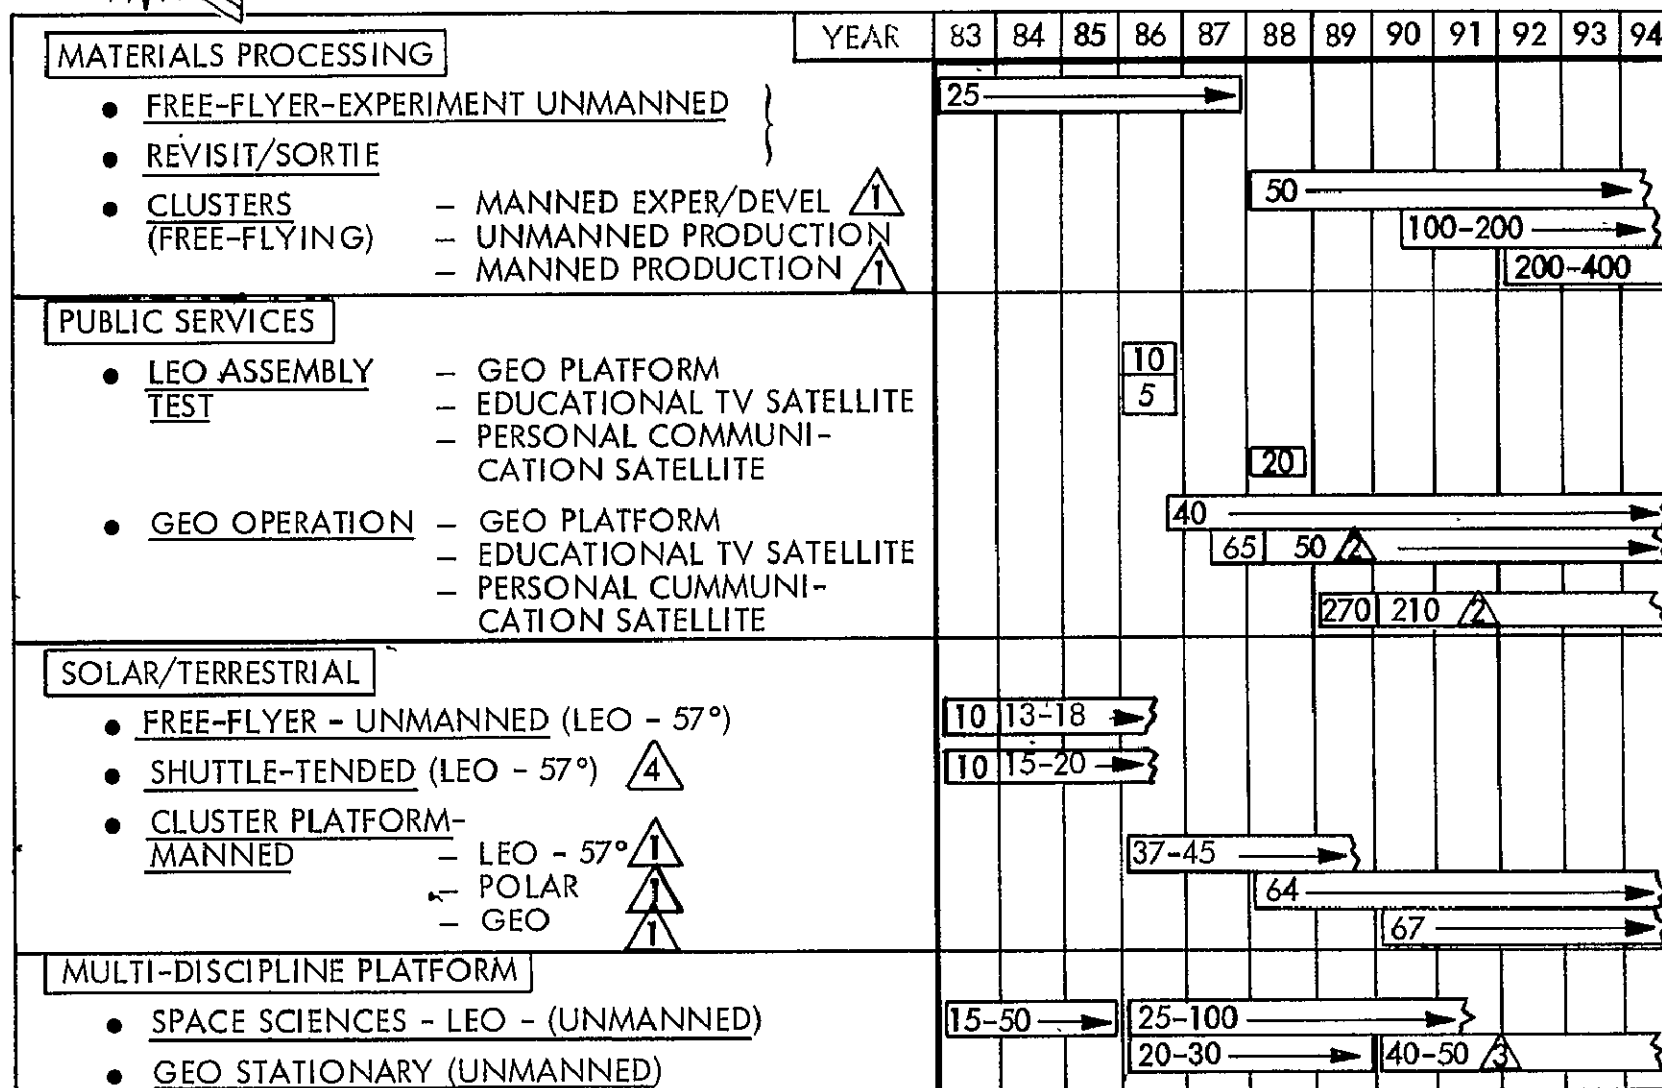 YEAR 83 84 85 86 87 88 89 90 91 92 93 94
MATERIALS PROCESSING
• FREE-FLYER-EXPERIMENT UNMANNED 25
• REVISIT/SORTIE
• CLUSTERS – MANNED EXPER/DEVEL 1 50
(FREE-FLYING) – UNMANNED PRODUCTION 100-200
– MANNED PRODUCTION 1 200-400
PUBLIC SERVICES
• LEO ASSEMBLY – GEO PLATFORM 10
TEST – EDUCATIONAL TV SATELLITE 5
– PERSONAL COMMUNI-
CATION SATELLITE 20
• GEO OPERATION – GEO PLATFORM 40
– EDUCATIONAL TV SATELLITE 65 50 2
– PERSONAL CUMMUNI-
CATION SATELLITE 270 210 2
SOLAR/TERRESTRIAL
• FREE-FLYER - UNMANNED (LEO - 57°) 10 13-18
• SHUTTLE-TENDED (LEO - 57°) 4 10 15-20
• CLUSTER PLATFORM-
MANNED – LEO - 57° 1 37-45
– POLAR 1 64
– GEO 1 67
MULTI-DISCIPLINE PLATFORM
• SPACE SCIENCES - LEO - (UNMANNED) 15-50 25-100
• GEO STATIONARY (UNMANNED) 20-30 40-50 3